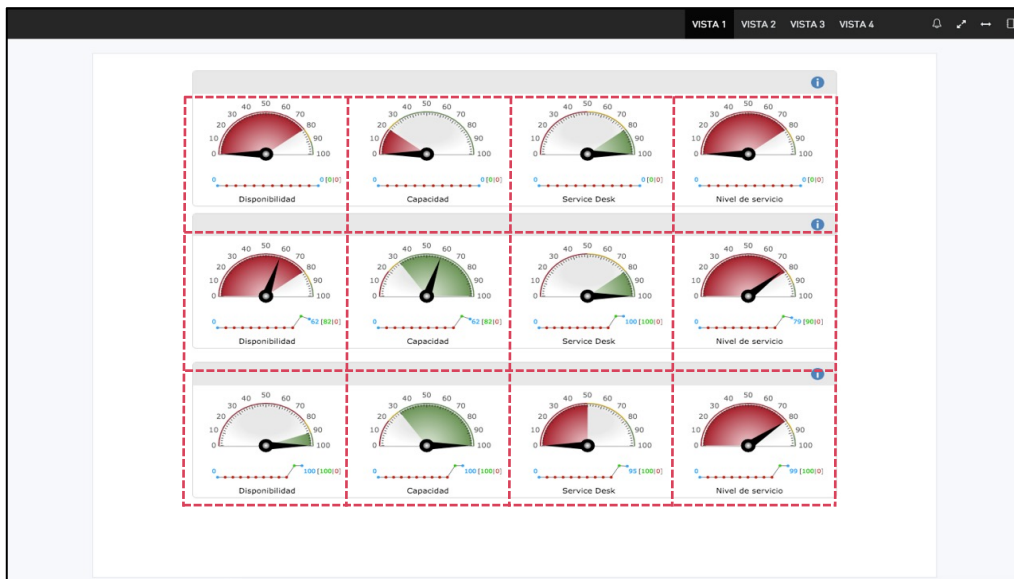 VISTA 1 VISTA 2 VISTA 3 VISTA 4
i
0 10 20 30 40 50 60 70 80 90 100
0 10 20 30 40 50 60 70 80 90 100
0 10 20 30 40 50 60 70 80 90 100
0 10 20 30 40 50 60 70 80 90 100
0 0 [0|0] 0 0 [0|0] 0 0 [0|0] 0 0 [0|0]
Disponibilidad Capacidad Service Desk Nivel de servicio
i
0 10 20 30 40 50 60 70 80 90 100
0 10 20 30 40 50 60 70 80 90 100
0 10 20 30 40 50 60 70 80 90 100
0 10 20 30 40 50 60 70 80 90 100
0 62 [82|0] 0 62 [82|0] 0 100 [100|0] 0 79 [90|0]
Disponibilidad Capacidad Service Desk Nivel de servicio
i
0 10 20 30 40 50 60 70 80 90 100
0 10 20 30 40 50 60 70 80 90 100
0 10 20 30 40 50 60 70 80 90 100
0 10 20 30 40 50 60 70 80 90 100
0 100 [100|0] 0 100 [100|0] 0 95 [100|0] 0 99 [100|0]
Disponibilidad Capacidad Service Desk Nivel de servicio